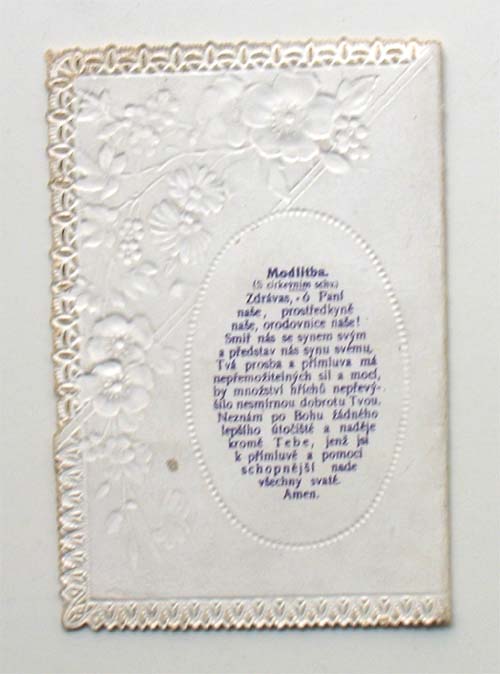 Modlitba.
(S církevním schv.)
Zdrávas, ó Paní
naše, prostředkyně
naše, orodovnice naše!
Smiř nás se synem svým
a představ nás synu svému,
Tvá prosba a přímluva má
nepřemožitelných sil a mocí,
by množství hříchů nepřevý-
šilo nesmírnou dobrotu Tvou.
Neznám po Bohu žádného
lepšího útočiště a naděje
kromě Tebe, jenž jsi
k přímluvě a pomoci
schopnější nade
všechny svaté.
Amen.